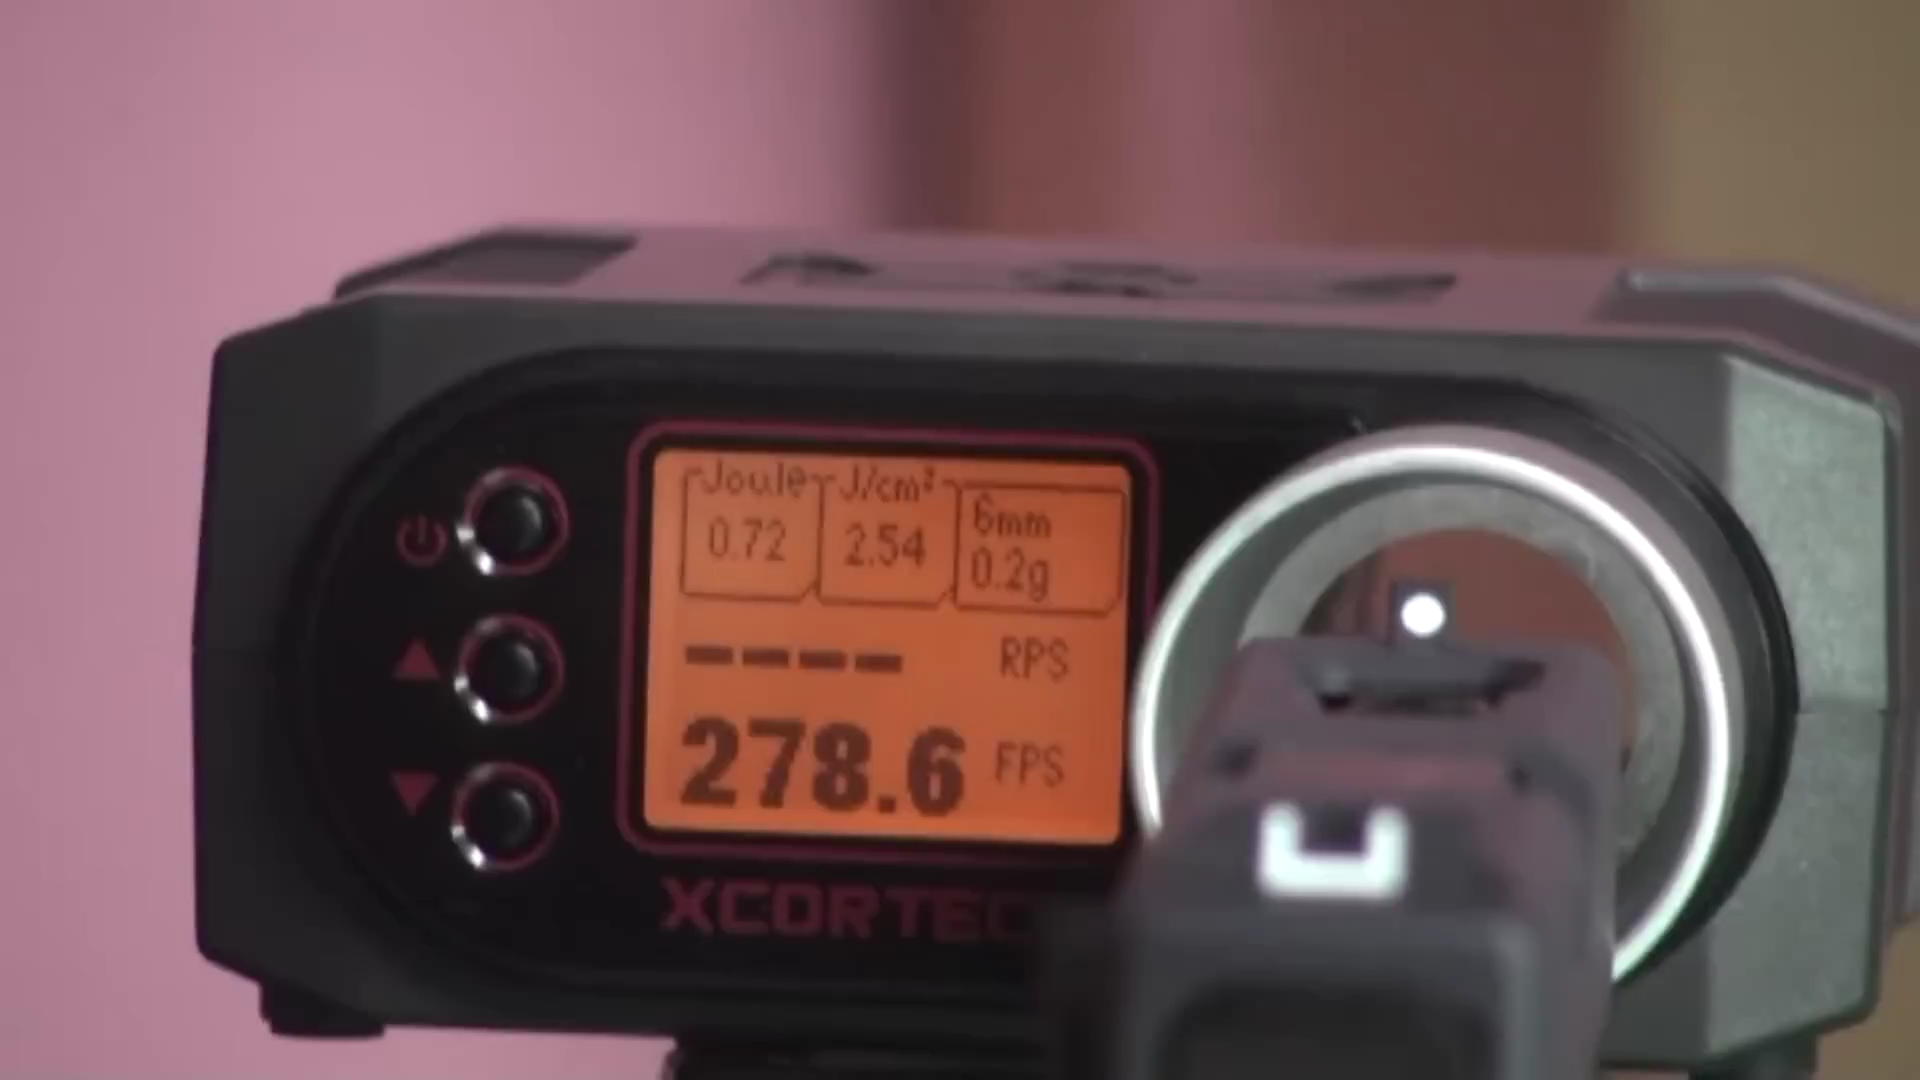 Joule J/cm² 6mm
0.72 2.54 0.2g
---- RPS
278.6 FPS
XCORTEC